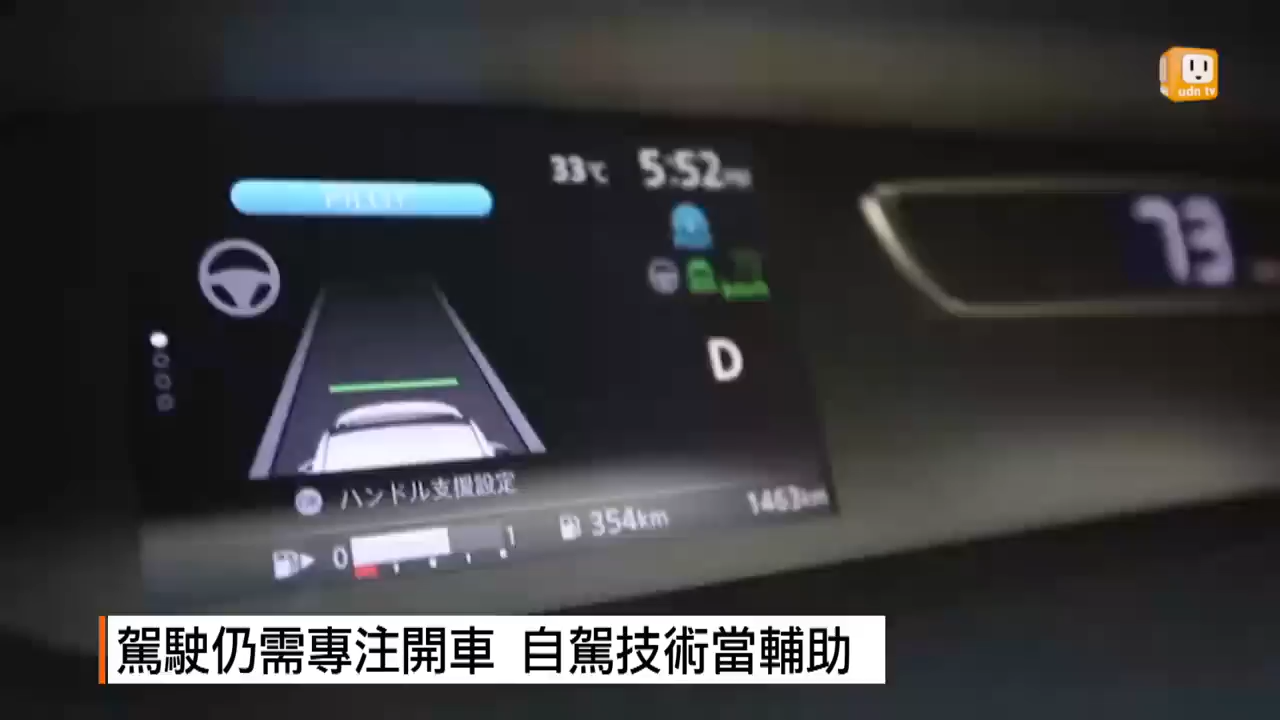 udn tv
33℃ 5:52
PILOT
73
D
ハンドル支援設定
0 1 354km 1463km
駕駛仍需專注開車 自駕技術當輔助